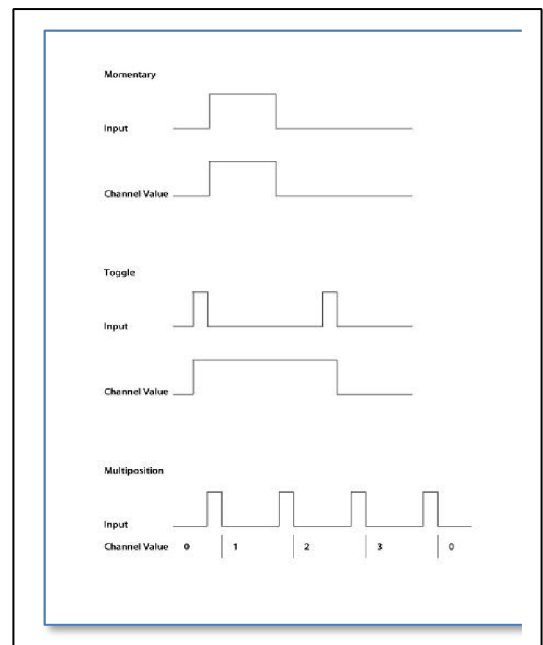 Momentary
Input
Channel Value
Toggle
Input
Channel Value
Multiposition
Input
Channel Value 0 1 2 3 0